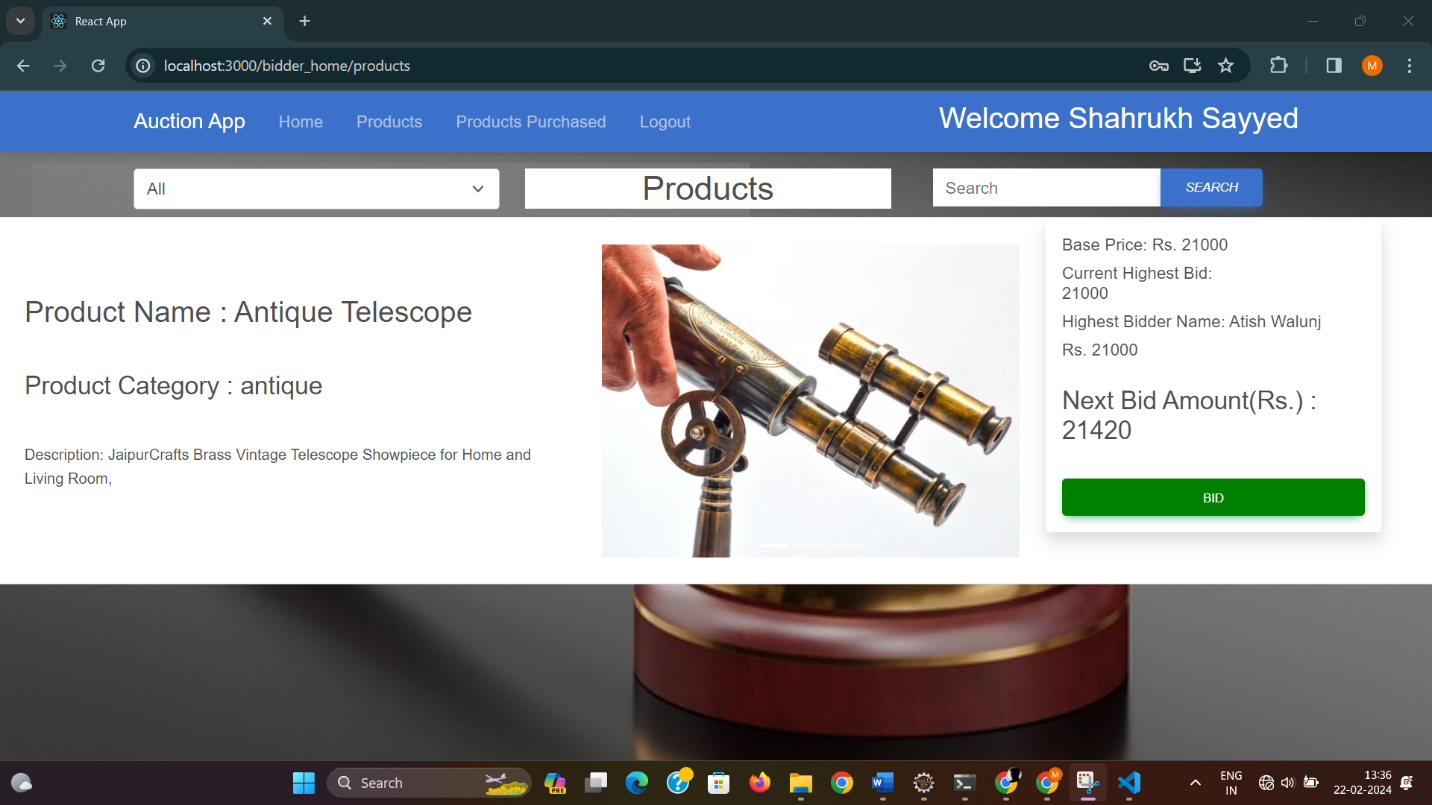 React App
localhost:3000/bidder_home/products
M
Auction App Home Products Products Purchased Logout Welcome Shahrukh Sayyed
All
Products
Search SEARCH
Product Name : Antique Telescope
Product Category : antique
Description: JaipurCrafts Brass Vintage Telescope Showpiece for Home and
Living Room,
Base Price: Rs. 21000
Current Highest Bid:
21000
Highest Bidder Name: Atish Walunj
Rs. 21000
Next Bid Amount(Rs.) :
21420
BID
Search
PRE
M
ENG
IN
13:36
22-02-2024